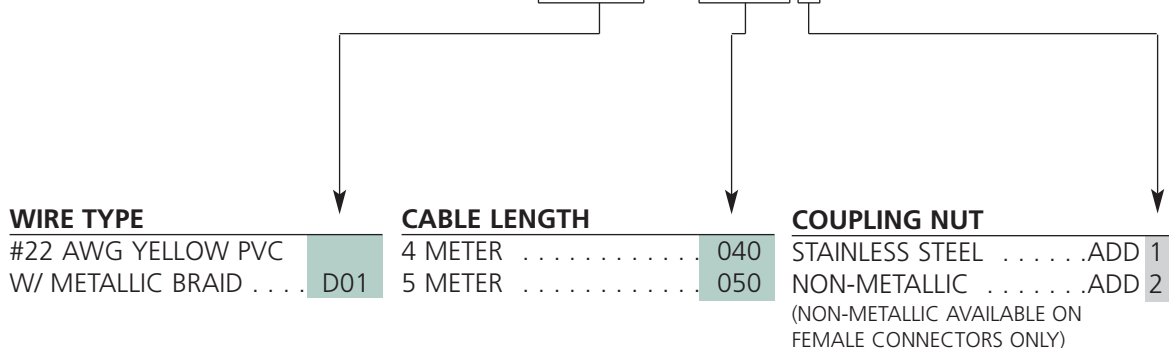 WIRE TYPE
#22 AWG YELLOW PVC
W/ METALLIC BRAID . . . . D01
CABLE LENGTH
4 METER . . . . . . . . . . . . 040
5 METER . . . . . . . . . . . . 050
COUPLING NUT
STAINLESS STEEL . . . . . .ADD 1
NON-METALLIC . . . . . . .ADD 2
(NON-METALLIC AVAILABLE ON
FEMALE CONNECTORS ONLY)